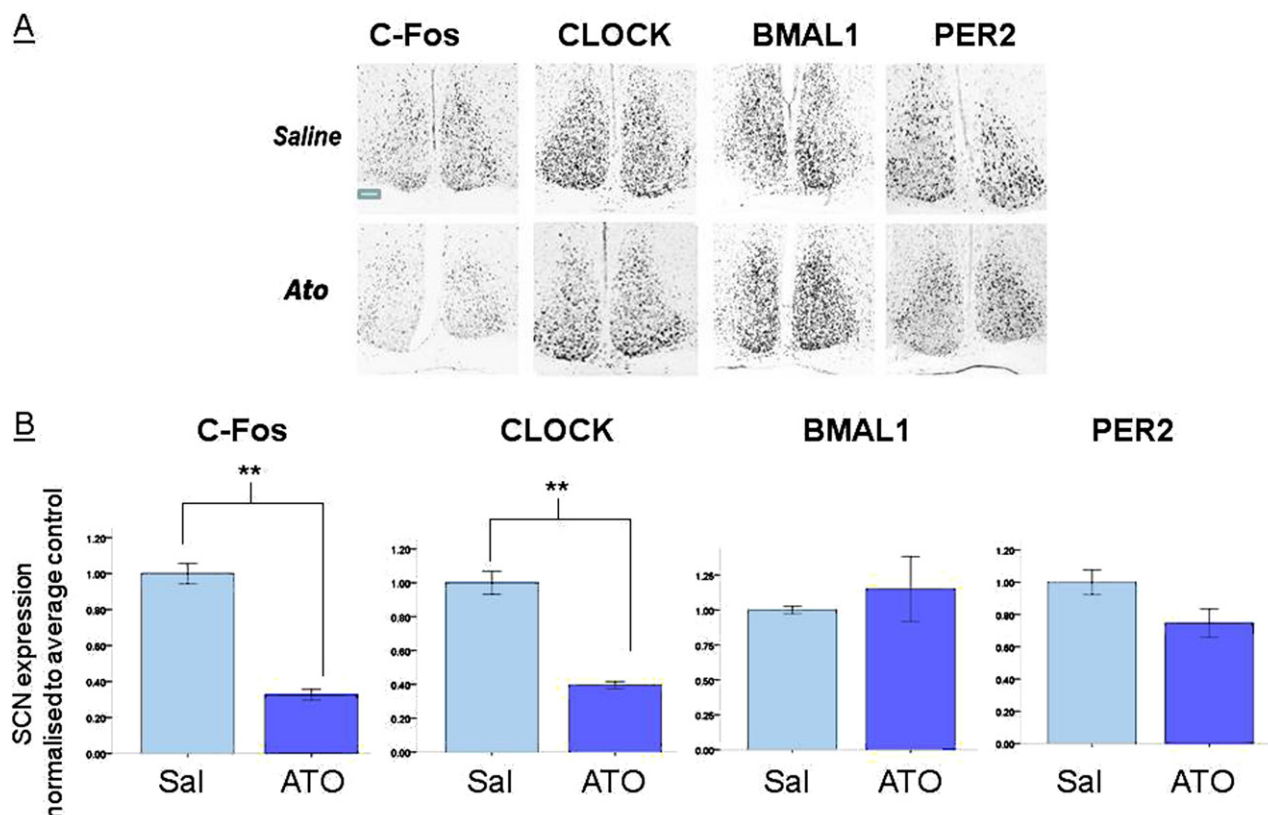 A
C-Fos CLOCK BMAL1 PER2
Saline
Ato
B
C-Fos CLOCK BMAL1 PER2
SCN expression
normalised to average control
** **
1.20
1.00
0.80
0.60
0.40
0.20
0.00
Sal ATO
1.20
1.00
0.80
0.60
0.40
0.20
0.00
Sal ATO
1.25
1.00
0.75
0.50
0.25
0.00
Sal ATO
1.20
1.00
0.80
0.60
0.40
0.20
0.00
Sal ATO